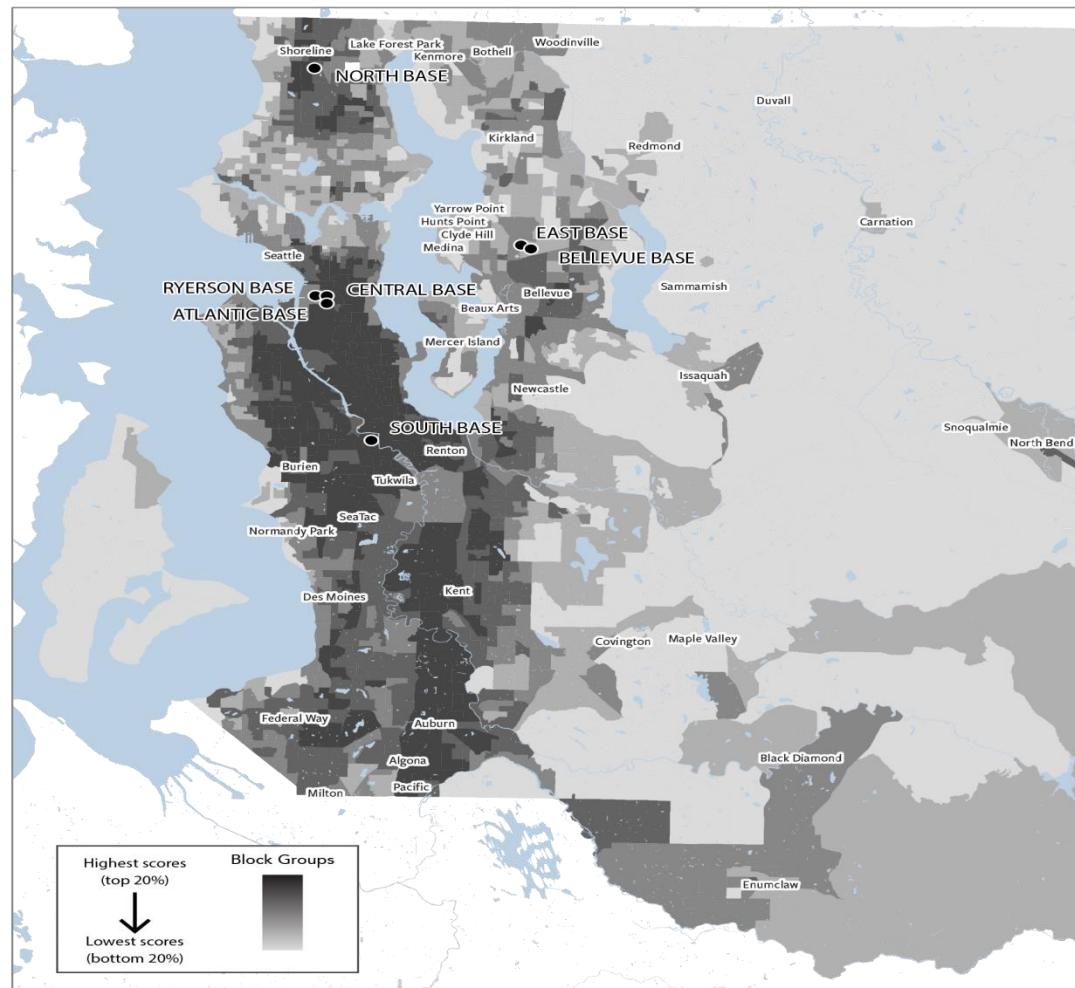 Woodinville
Shoreline
Lake Forest Park
Bothell
Kenmore
NORTH BASE
Duvall
Kirkland
Redmond
Yarrow Point
Hunts Point
Carnation
Clyde Hill
EAST BASE
Medina
Seattle
BELLEVUE BASE
RYERSON BASE
CENTRAL BASE
Sammamish
Bellevue
ATLANTIC BASE
Beaux Arts
Mercer Island
Issaquah
Newcastle
SOUTH BASE
Snoqualmie
North Bend
Renton
Burien
Tukwila
SeaTac
Normandy Park
Kent
Des Moines
Covington
Maple Valley
Federal Way
Auburn
Black Diamond
Algona
Pacific
Milton
Enumclaw
Highest scores
(top 20%)
Lowest scores
(bottom 20%)
Block Groups